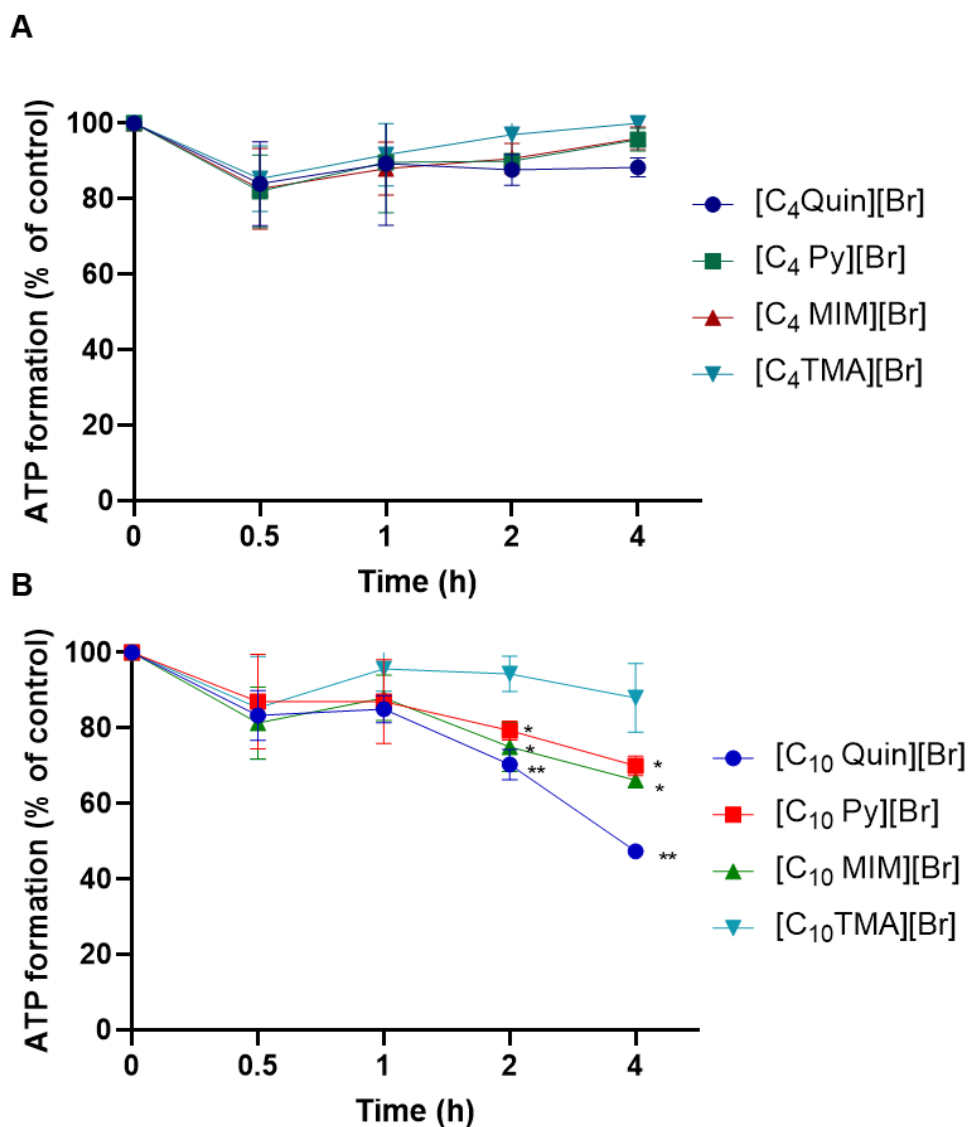 A
ATP formation (% of control)
100
80
60
40
20
0
0 0.5 1 2 4
Time (h)
[C₄Quin][Br]
[C₄ Py][Br]
[C₄ MIM][Br]
[C₄TMA][Br]
B
ATP formation (% of control)
100
80
60
40
20
0
*
*
**
*
*
**
0 0.5 1 2 4
Time (h)
[C₁₀ Quin][Br]
[C₁₀ Py][Br]
[C₁₀ MIM][Br]
[C₁₀TMA][Br]